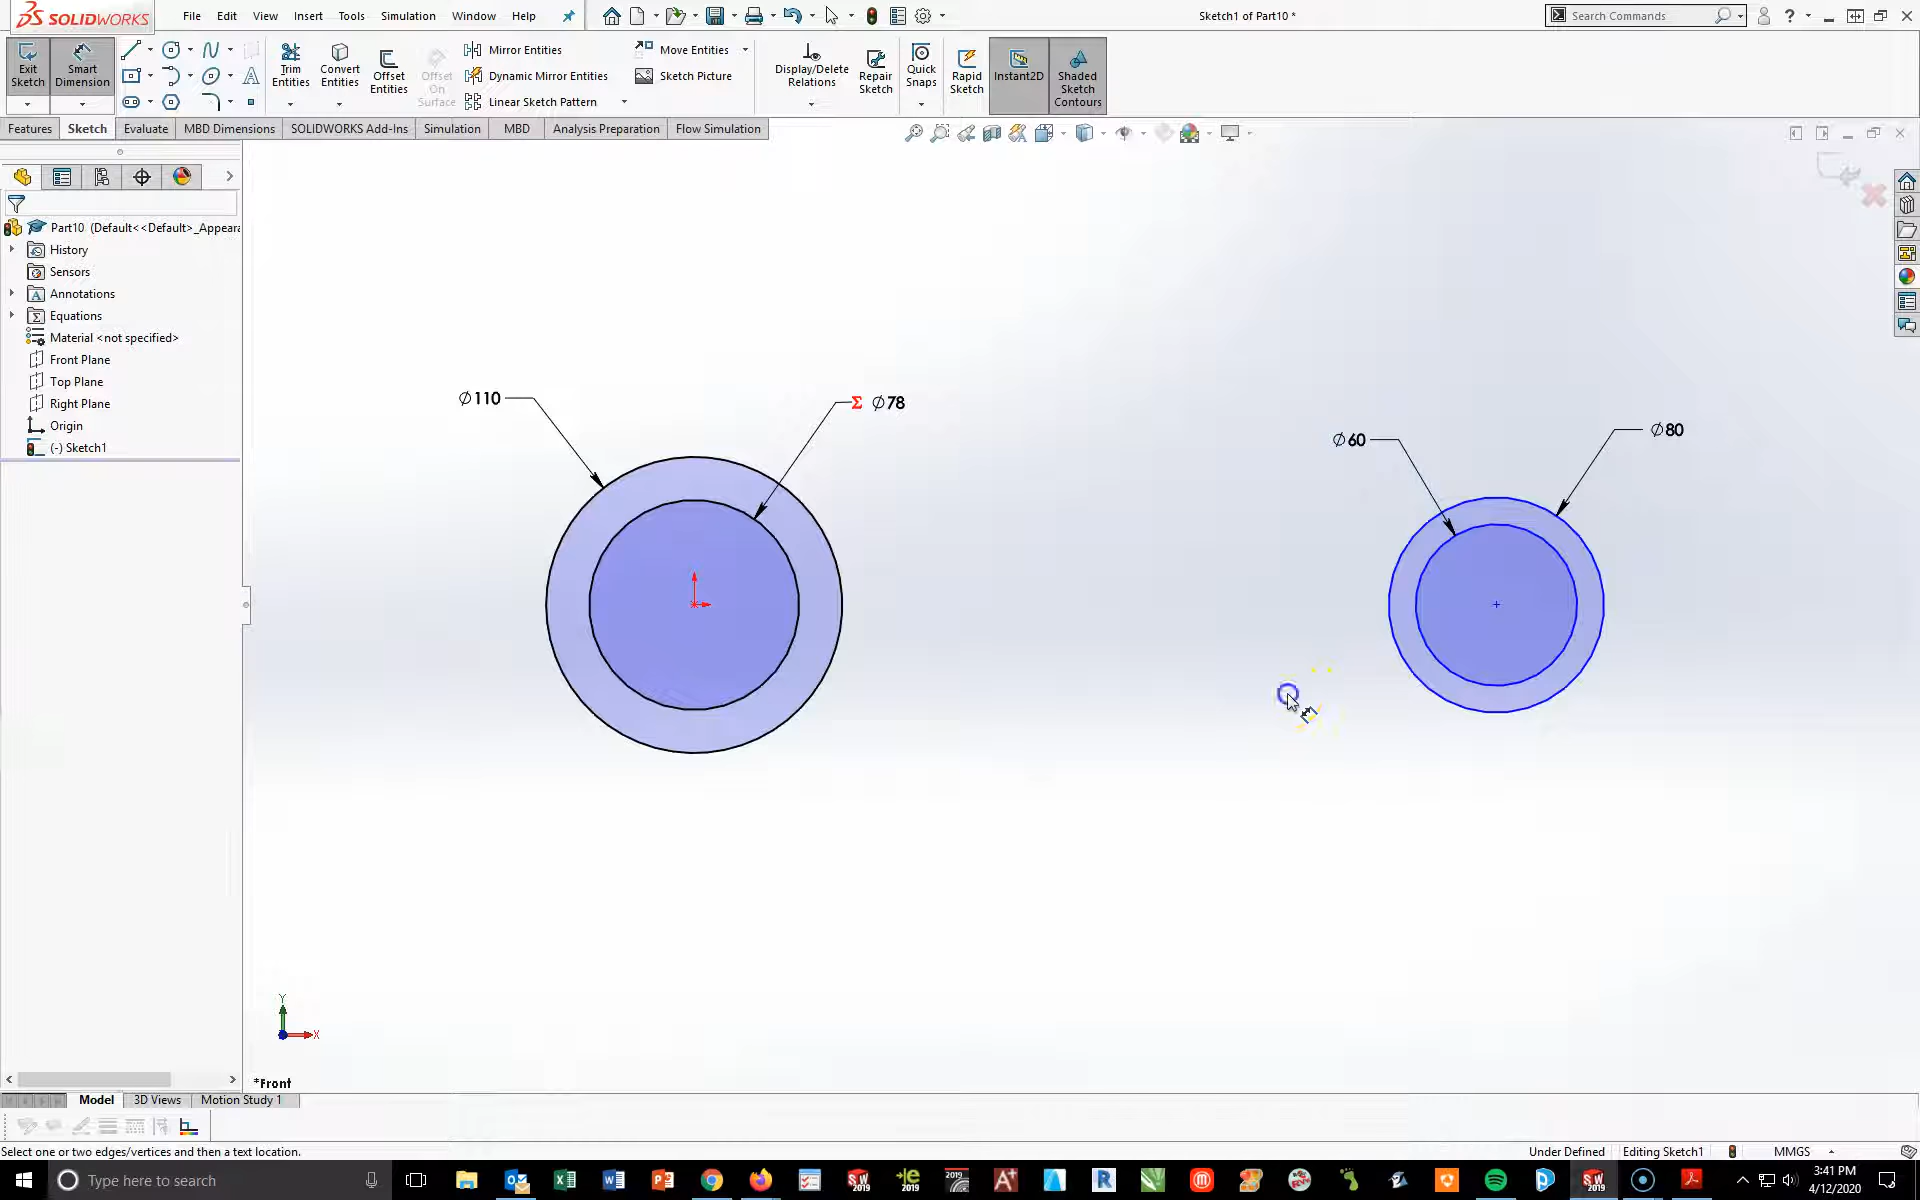 SOLIDWORKS File Edit View Insert Tools Simulation Window Help Sketch1 of Part10 * Search Commands
Exit Sketch
Smart Dimension
Trim Entities
Convert Entities
Offset Entities
Offset On Surface
Mirror Entities
Dynamic Mirror Entities
Linear Sketch Pattern
Move Entities
Sketch Picture
Display/Delete Relations
Repair Sketch
Quick Snaps
Rapid Sketch
Instant2D
Shaded Sketch Contours
Features Sketch Evaluate MBD Dimensions SOLIDWORKS Add-Ins Simulation MBD Analysis Preparation Flow Simulation
Part10 (Default<<Default>_Appeara
History
Sensors
Annotations
Equations
Material <not specified>
Front Plane
Top Plane
Right Plane
Origin
(-) Sketch1
∅110
Σ ∅78
∅60
∅80
Y
X
*Front
Model 3D Views Motion Study 1
Select one or two edges/vertices and then a text location. Under Defined Editing Sketch1 MMGS
Type here to search
3:41 PM
4/12/2020